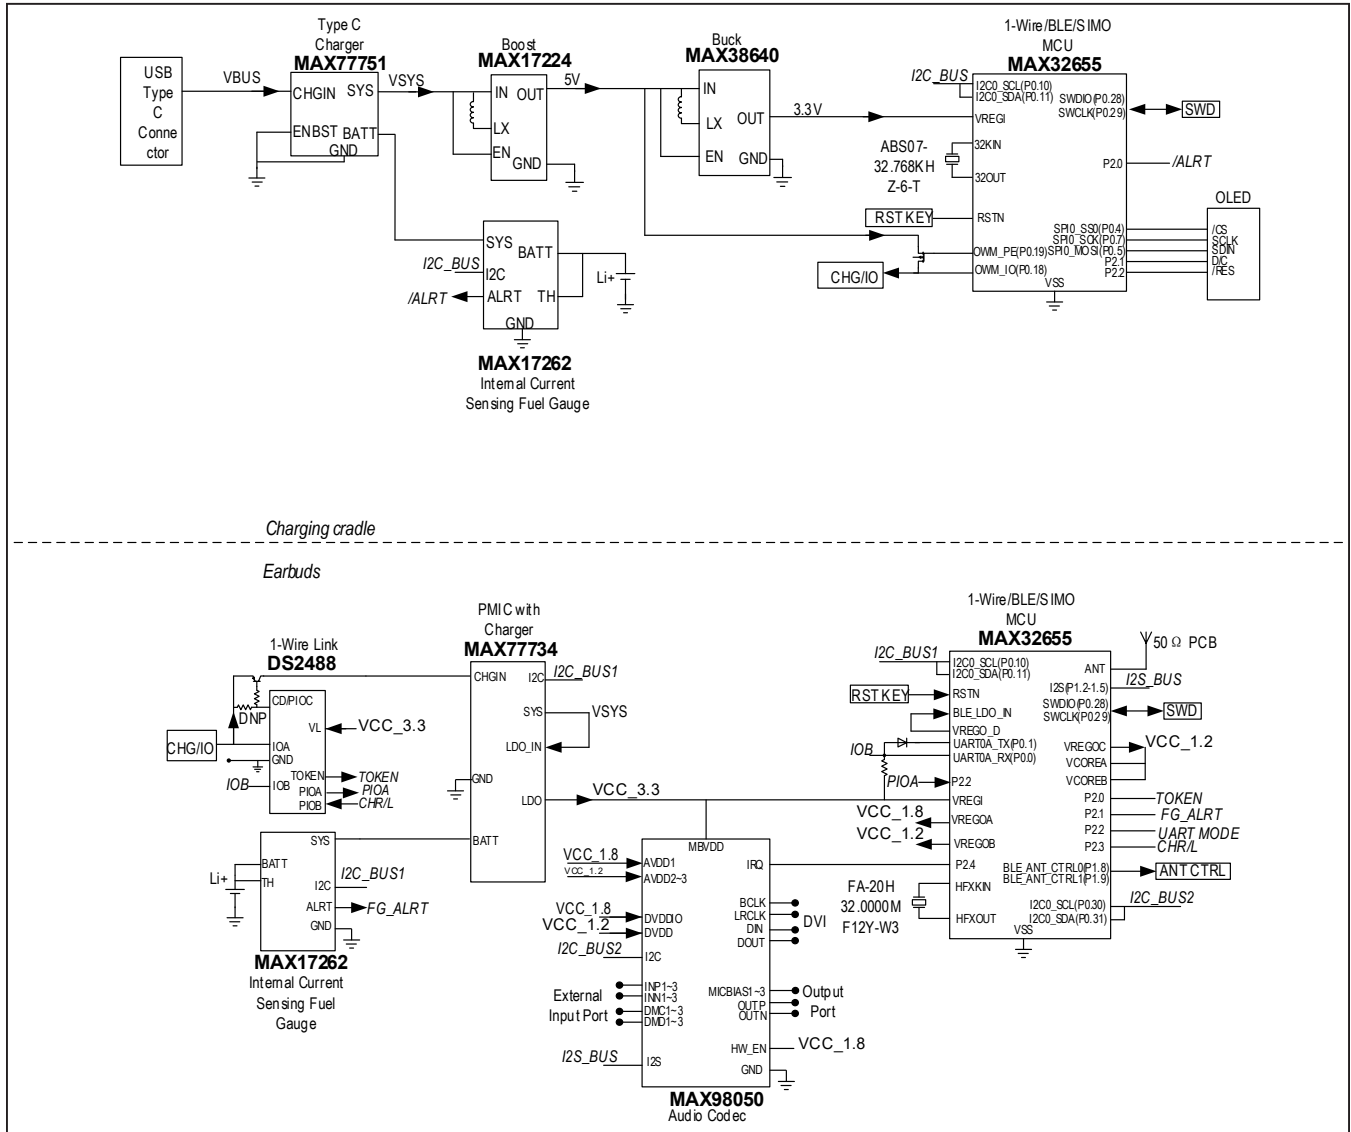 Type C
Charger
MAX77751
USB
Type
C
Conne
ctor
VBUS
CHGIN
SYS
ENBST
BATT
GND
VSYS
Boost
MAX17224
IN
OUT
LX
EN
GND
5V
Buck
MAX38640
IN
LX
OUT
EN
GND
3.3V
1-Wire/BLE/SIMO
MCU
MAX32655
I2C_BUS
I2C0_SCL(P0.10)
I2C0_SDA(P0.11)
SWDIO(P0.28)
SWCLK(P0.29)
SWD
VREGI
ABS07-
32.768KH
Z-6-T
32KIN
32OUT
P2.0
/ALRT
RSTKEY
RSTN
OLED
SPI0_SS0(P0.4)
SPI0_SCK(P0.7)
SPI0_MOSI(P0.5)
P2.1
P2.2
/CS
SCLK
SDIN
D/C
/RES
OWM_PE(P0.19)
OWM_IO(P0.18)
VSS
CHG/IO
SYS
BATT
I2C_BUS
I2C
/ALRT
ALRT
TH
GND
Li+
MAX17262
Internal Current
Sensing Fuel Gauge
Charging cradle
Earbuds
1-Wire Link
DS2488
CD/PIOC
DNP
VL
VCC_3.3
CHG/IO
IOA
GND
TOKEN
TOKEN
IOB
IOB
PIOA
PIOA
PIOB
CHR/L
SYS
BATT
TH
Li+
I2C
I2C_BUS1
ALRT
FG_ALRT
GND
MAX17262
Internal Current
Sensing Fuel
Gauge
PMIC with
Charger
MAX77734
CHGIN
I2C
I2C_BUS1
SYS
VSYS
LDO_IN
GND
LDO
VCC_3.3
BATT
MBVDD
VCC_1.8
AVDD1
VCC_1.2
AVDD2~3
IRQ
VCC_1.8
DVDDIO
VCC_1.2
DVDD
I2C_BUS2
I2C
BCLK
LRCLK
DIN
DOUT
DVI
External
Input Port
INP1~3
INN1~3
DMC1~3
DMD1~3
MICBIAS1~3
OUTP
OUTN
Output
Port
HW_EN
VCC_1.8
I2S_BUS
I2S
GND
MAX98050
Audio Codec
1-Wire/BLE/SIMO
MCU
MAX32655
50 Ω PCB
I2C_BUS1
I2C0_SCL(P0.10)
I2C0_SDA(P0.11)
ANT
I2S(P1.2-1.5)
I2S_BUS
RSTKEY
RSTN
SWDIO(P0.28)
SWCLK(P0.29)
SWD
BLE_LDO_IN
VREGO_D
UART0A_TX(P0.1)
IOB
UART0A_RX(P0.0)
VREGOC
VCC_1.2
VCOREA
VCOREB
PIOA
P2.2
VREGI
VCC_1.8
VREGOA
VCC_1.2
VREGOB
P2.0
TOKEN
P2.1
FG_ALRT
P2.2
UART MODE
P2.3
CHR/L
P2.4
BLE_ANT_CTRL0(P1.8)
BLE_ANT_CTRL1(P1.9)
ANT CTRL
FA-20H
32.0000M
F12Y-W3
HFXKIN
HFXOUT
I2C0_SCL(P0.30)
I2C0_SDA(P0.31)
I2C_BUS2
VSS